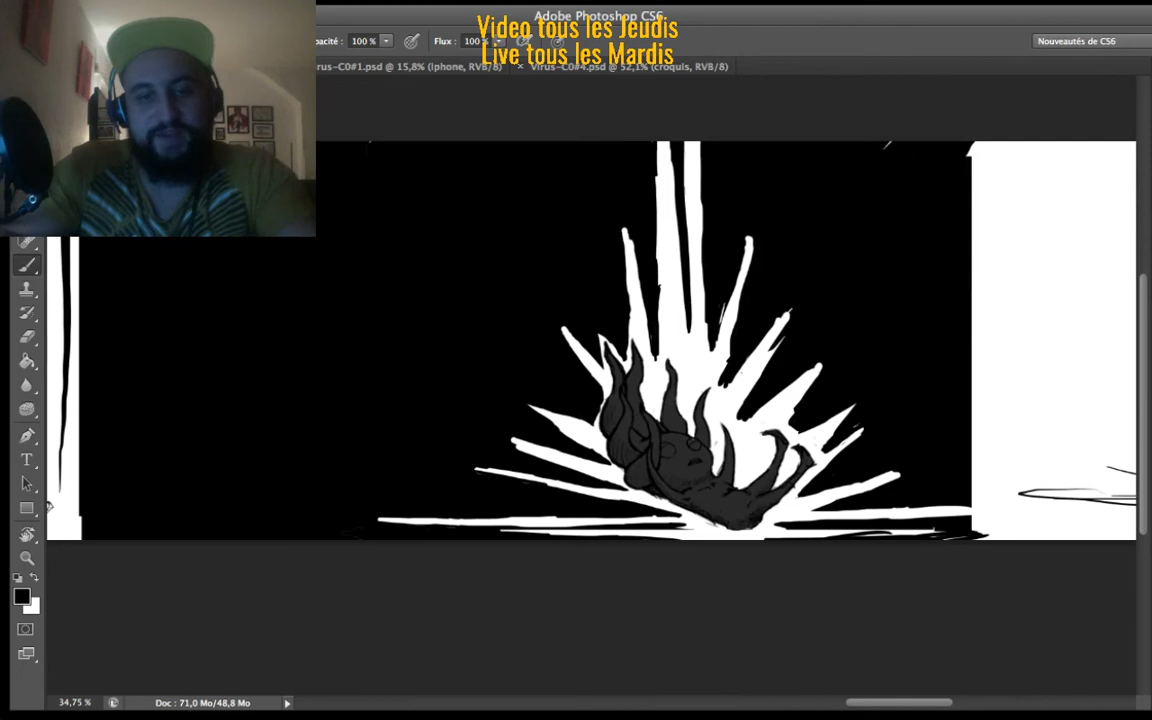 Adobe Photoshop CS6
Video tous les Jeudis
pacité : 100 % Flux : 100 % Nouveautés de CS6
Live tous les Mardis
rus-C0#1.psd @ 15,8% (Iphone, RVB/8) × Virus-C0#4.psd @ 52,1% (croquis, RVB/8)
T
34,75 % Doc : 71,0 Mo/48,8 Mo